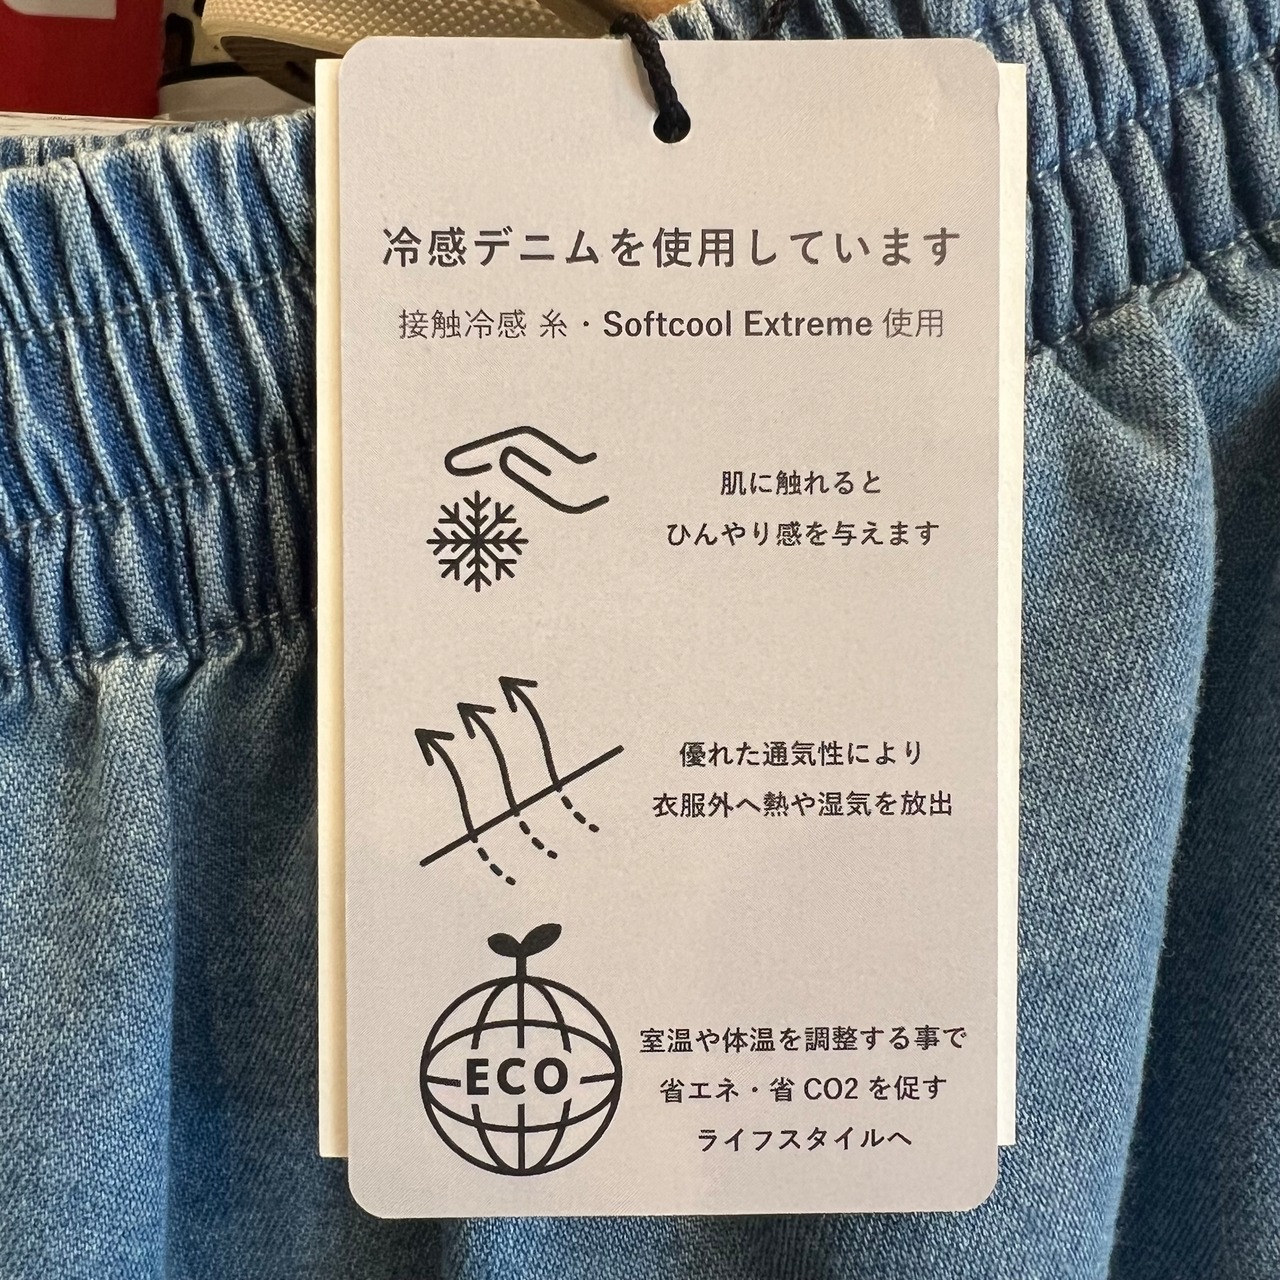 冷感デニムを使用しています
接触冷感 糸・Softcool Extreme 使用
肌に触れると
ひんやり感を与えます
優れた通気性により
衣服外へ熱や湿気を放出
ECO
室温や体温を調整する事で
省エネ・省 CO2 を促す
ライフスタイルへ